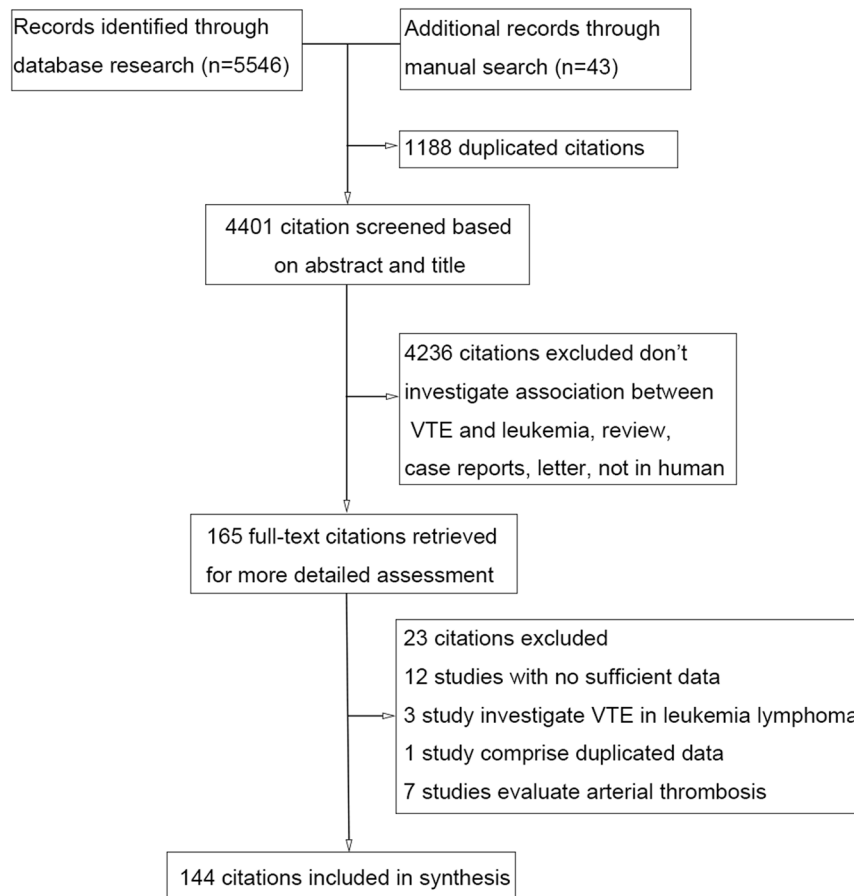 Records identified through
database research (n=5546)
Additional records through
manual search (n=43)
1188 duplicated citations
4401 citation screened based
on abstract and title
4236 citations excluded don't
investigate association between
VTE and leukemia, review,
case reports, letter, not in human
165 full-text citations retrieved
for more detailed assessment
23 citations excluded
12 studies with no sufficient data
3 study investigate VTE in leukemia lymphoma
1 study comprise duplicated data
7 studies evaluate arterial thrombosis
144 citations included in synthesis